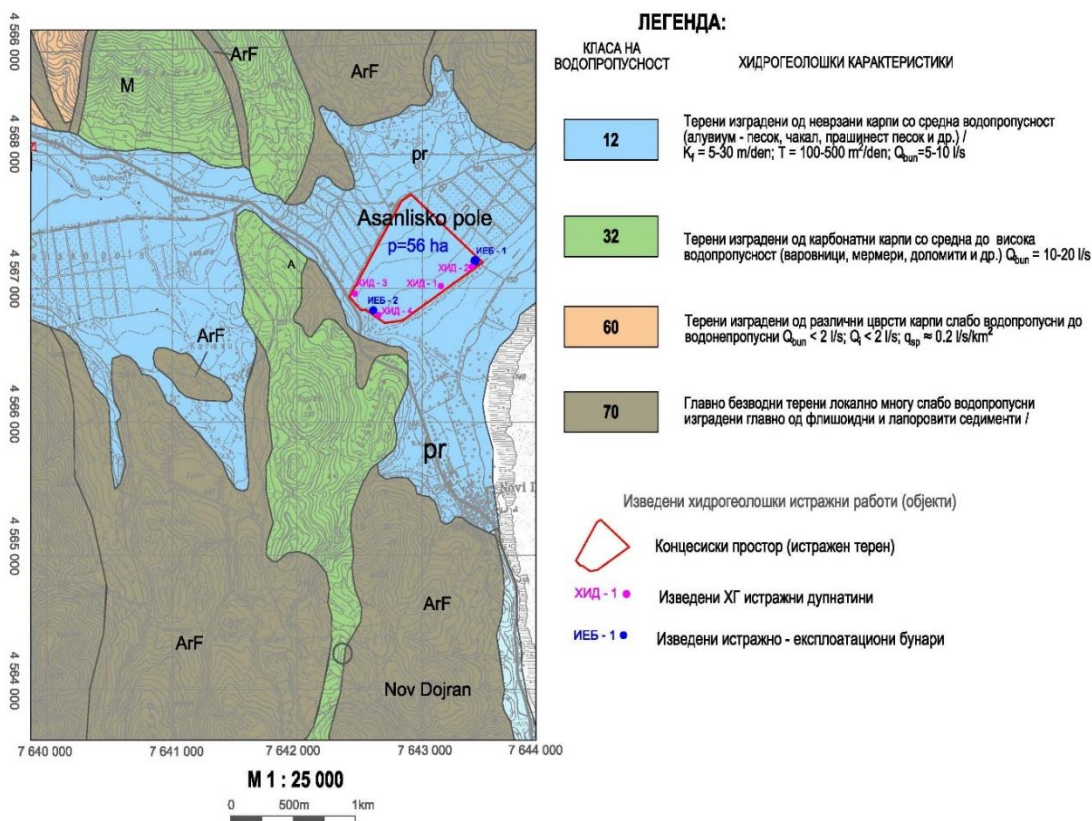 4 566 000
4 568 000
4 567 000
4 566 000
4 565 000
4 564 000
ArF
ArF
M
pr
Asanlisko pole
p=56 ha
ИЕБ - 1
ХИД - 2
ХИД - 1
ХИД - 3
ИЕБ - 2
ХИД - 4
A
ArF
pr
Novi D
ArF
ArF
Nov Dojran
7 640 000
7 641 000
7 642 000
7 643 000
7 644 000
М 1 : 25 000
0 500m 1km
ЛЕГЕНДА:
КЛАСА НА
ВОДОПРОПУСНОСТ
ХИДРОГЕОЛОШКИ КАРАКТЕРИСТИКИ
12
Терени изградени од неврзани карпи со средна водопропусност
(алувиум - песок, чакал, прашинест песок и др.) /
Kf = 5-30 m/den; T = 100-500 m²/den; Qbun=5-10 l/s
32
Терени изградени од карбонатни карпи со средна до висока
водопропусност (варовници, мермери, доломити и др.) Qbun = 10-20 l/s
60
Терени изградени од различни цврсти карпи слабо водопропусни до
водонепропусни Qbun < 2 l/s; Qi < 2 l/s; qsp ≈ 0.2 l/s/km²
70
Главно безводни терени локално многу слабо водопропусни
изградени главно од флишоидни и лапоровити седименти /
Изведени хидрогеолошки истражни работи (објекти)
Концесиски простор (истражен терен)
ХИД - 1
Изведени ХГ истражни дупнатини
ИЕБ - 1
Изведени истражно - експлоатациони бунари